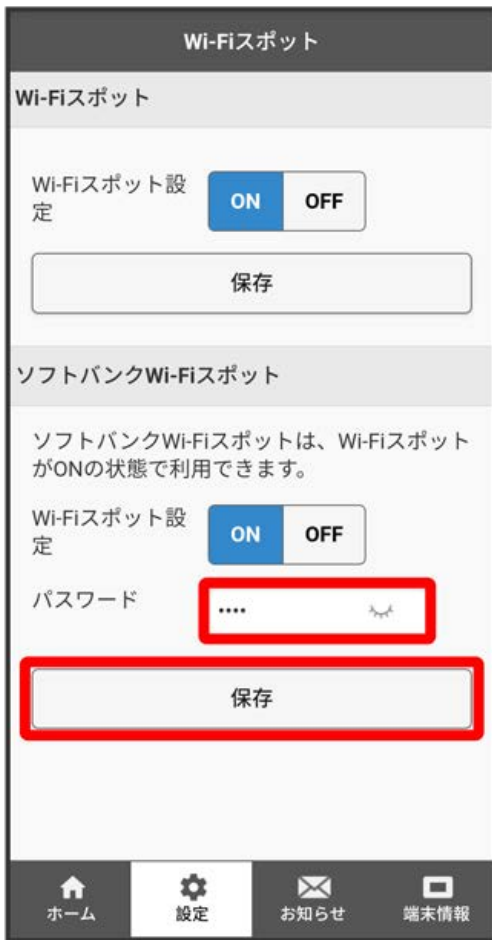 Wi-Fiスポット
Wi-Fiスポット
Wi-Fiスポット設
定
ON
OFF
保存
ソフトバンクWi-Fiスポット
ソフトバンクWi-Fiスポットは、Wi-Fiスポット
がONの状態で利用できます。
Wi-Fiスポット設
定
ON
OFF
パスワード
••••
保存
ホーム
設定
お知らせ
端末情報